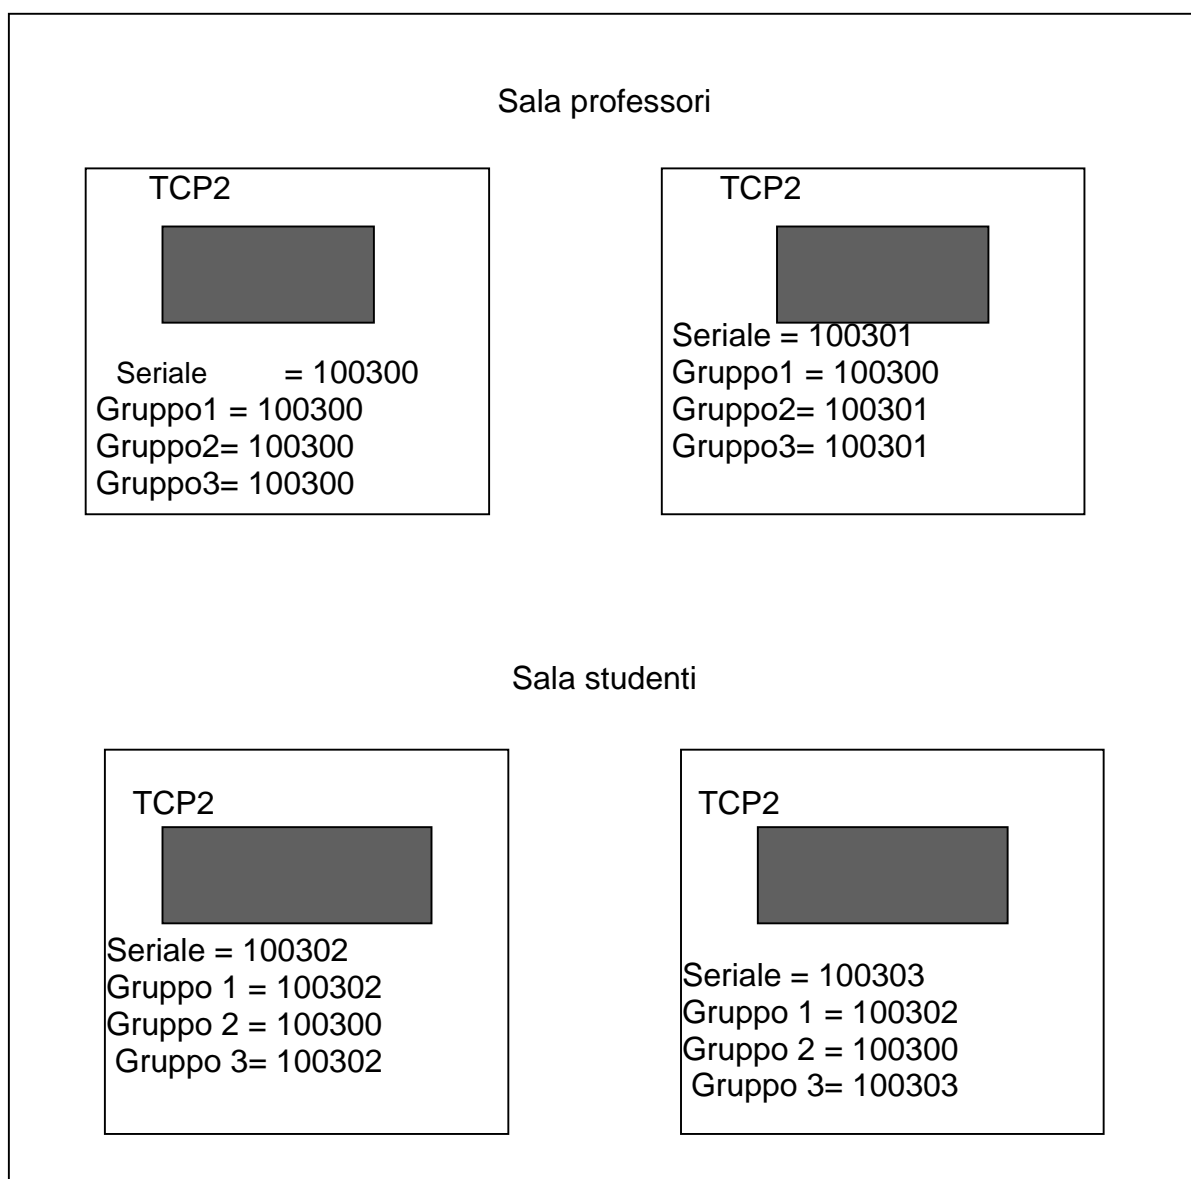 Sala professori
TCP2
Seriale = 100300
Gruppo1 = 100300
Gruppo2= 100300
Gruppo3= 100300
TCP2
Seriale = 100301
Gruppo1 = 100300
Gruppo2= 100301
Gruppo3= 100301
Sala studenti
TCP2
Seriale = 100302
Gruppo 1 = 100302
Gruppo 2 = 100300
Gruppo 3= 100302
TCP2
Seriale = 100303
Gruppo 1 = 100302
Gruppo 2 = 100300
Gruppo 3= 100303